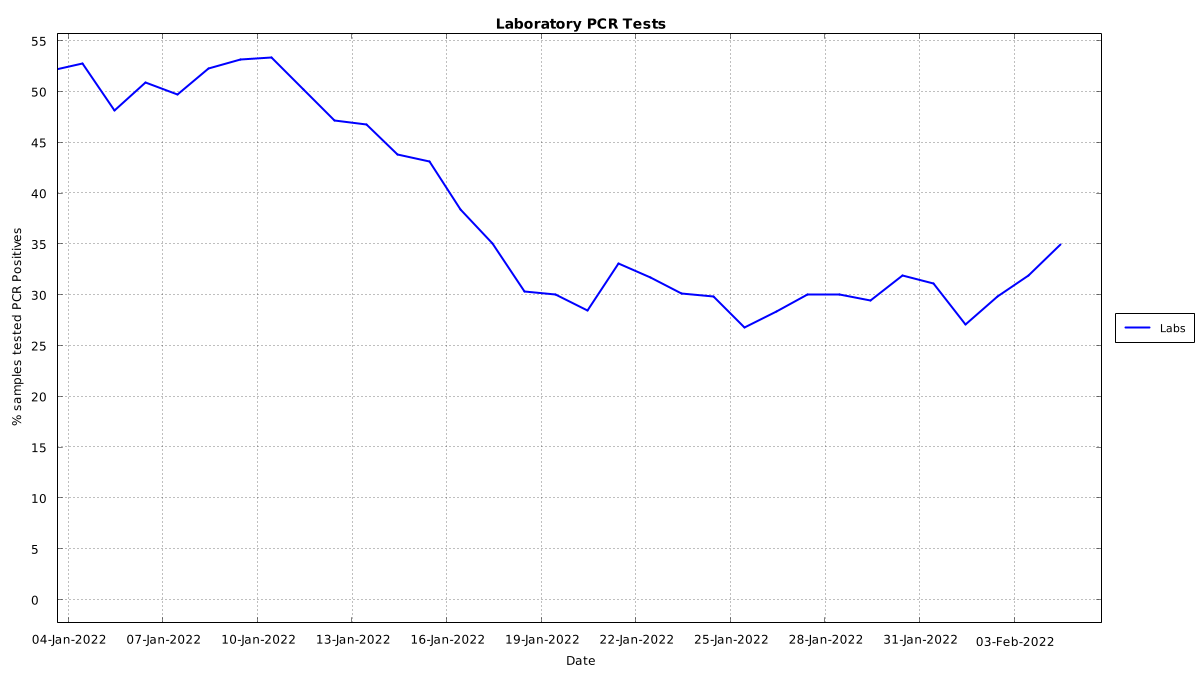 Laboratory PCR Tests
55
50
45
40
35
30
25
20
15
10
5
0
% samples tested PCR Positives
04-Jan-2022 07-Jan-2022 10-Jan-2022 13-Jan-2022 16-Jan-2022 19-Jan-2022 22-Jan-2022 25-Jan-2022 28-Jan-2022 31-Jan-2022 03-Feb-2022
Date
Labs